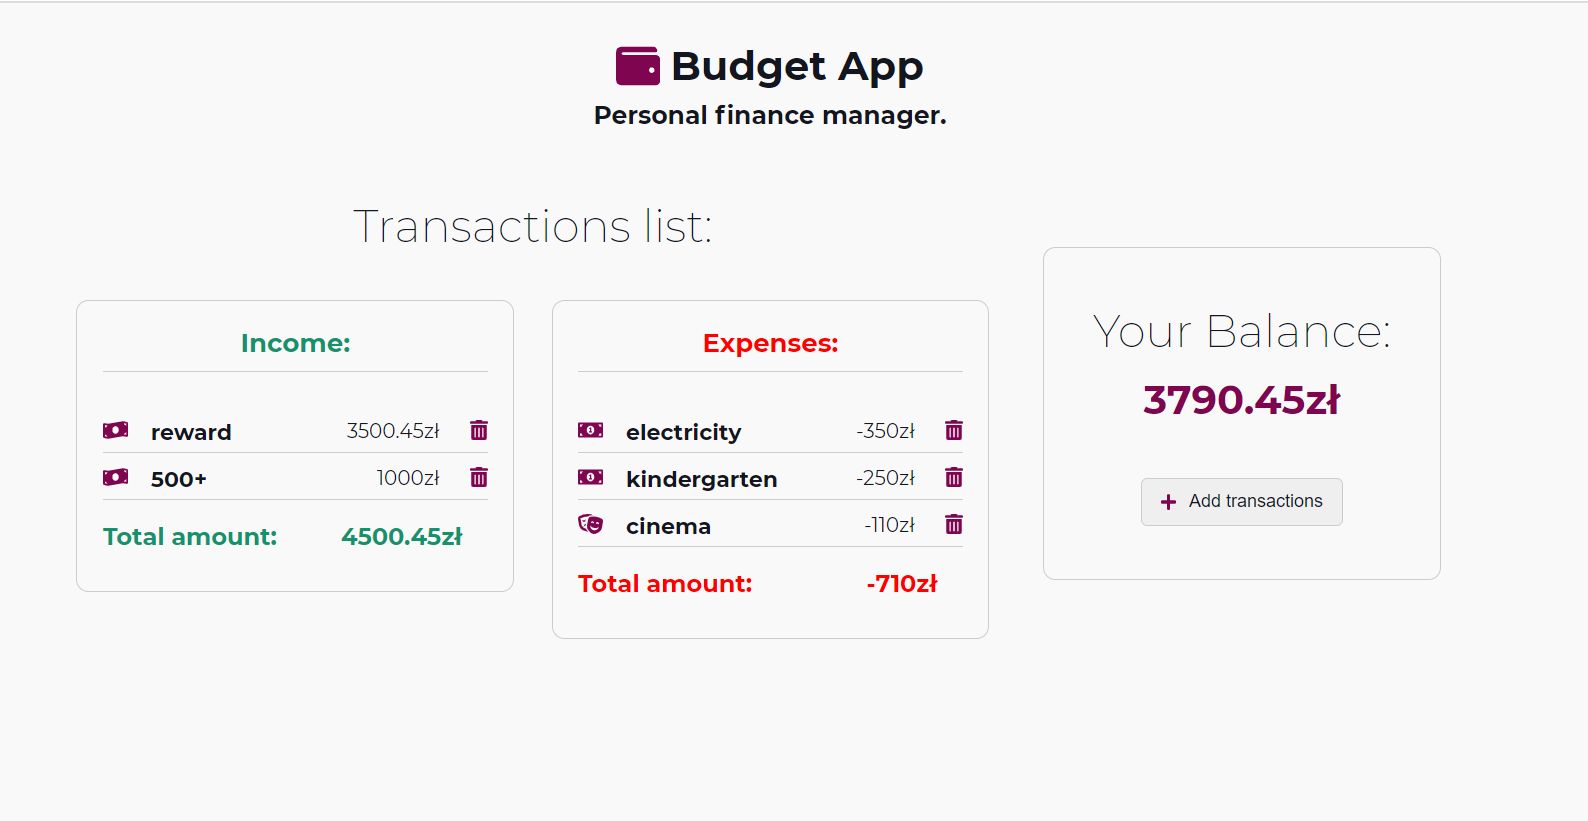 Budget App
Personal finance manager.
Transactions list:
Income:
reward 3500.45zł
500+ 1000zł
Total amount: 4500.45zł
Expenses:
electricity -350zł
kindergarten -250zł
cinema -110zł
Total amount: -710zł
Your Balance:
3790.45zł
Add transactions